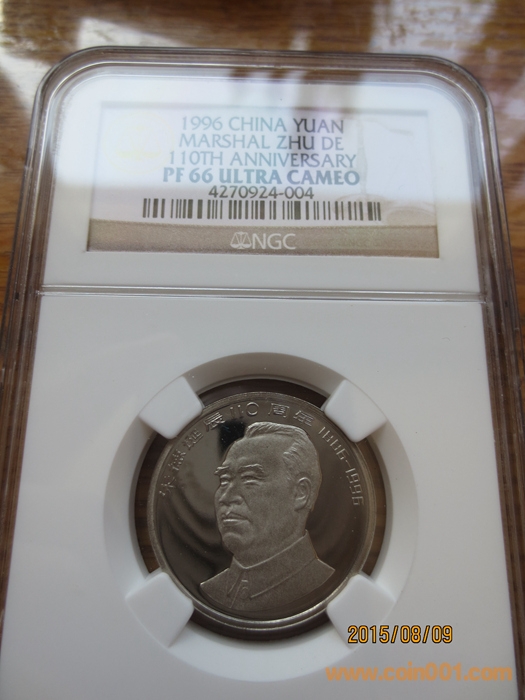 1996 CHINA YUAN
MARSHAL ZHU DE
110TH ANNIVERSARY
PF 66 ULTRA CAMEO
4270924-004
NGC
朱德诞辰110周年 1886-1996
2015/08/09
www.coin001.com